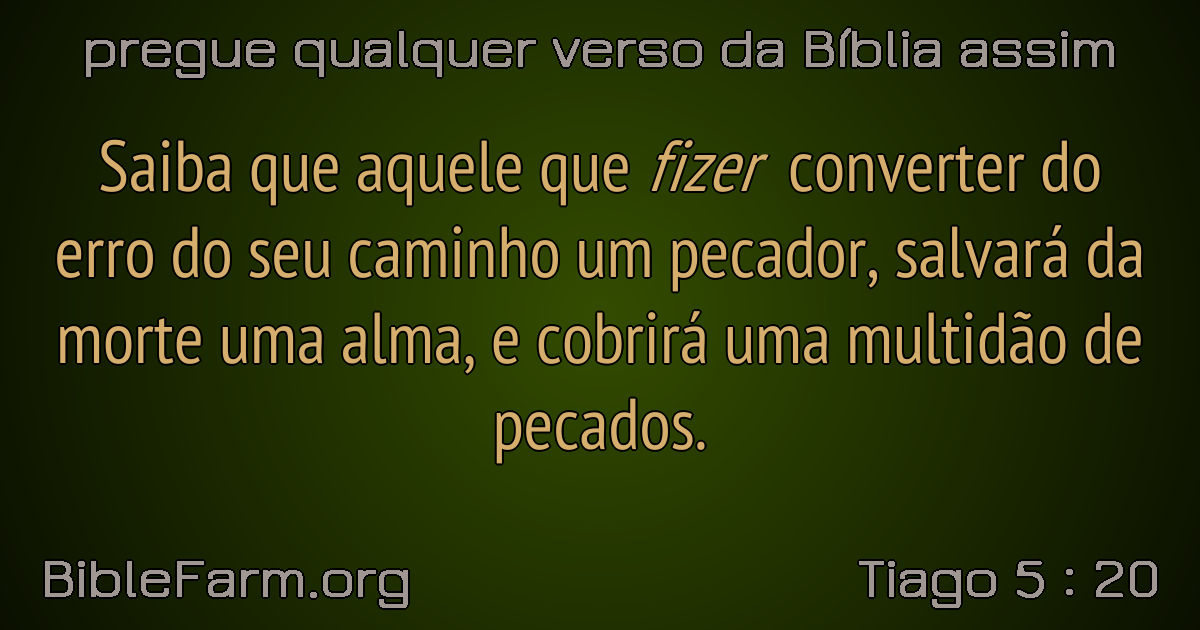 pregue qualquer verso da Bíblia assim
Saiba que aquele que fizer converter do
erro do seu caminho um pecador, salvará da
morte uma alma, e cobrirá uma multidão de
pecados.
BibleFarm.org
Tiago 5 : 20